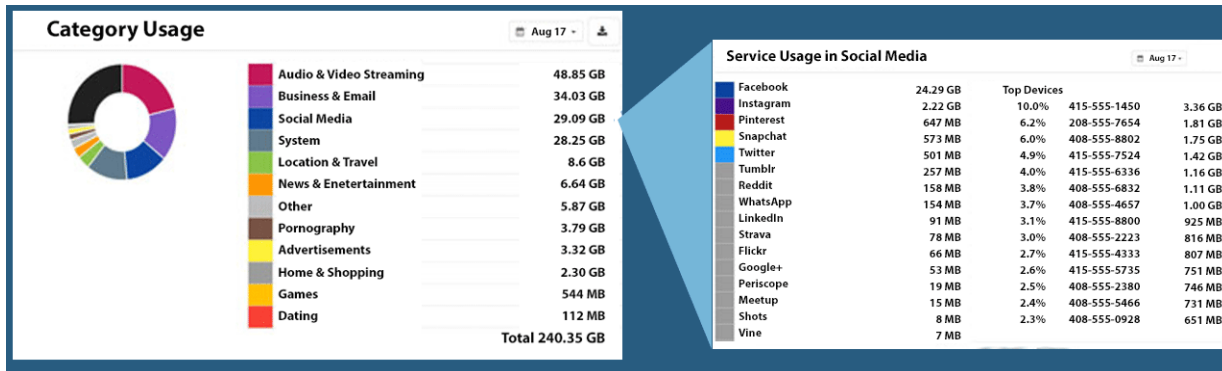 Category Usage
Aug 17
Audio & Video Streaming 48.85 GB
Business & Email 34.03 GB
Social Media 29.09 GB
System 28.25 GB
Location & Travel 8.6 GB
News & Enetertainment 6.64 GB
Other 5.87 GB
Pornography 3.79 GB
Advertisements 3.32 GB
Home & Shopping 2.30 GB
Games 544 MB
Dating 112 MB
Total 240.35 GB
Service Usage in Social Media
Aug 17
Facebook 24.29 GB Top Devices
Instagram 2.22 GB 10.0% 415-555-1450 3.36 GB
Pinterest 647 MB 6.2% 208-555-7654 1.81 GB
Snapchat 573 MB 6.0% 408-555-8802 1.75 GB
Twitter 501 MB 4.9% 415-555-7524 1.42 GB
Tumblr 257 MB 4.0% 415-555-6336 1.16 GB
Reddit 158 MB 3.8% 408-555-6832 1.11 GB
WhatsApp 154 MB 3.7% 408-555-4657 1.00 GB
LinkedIn 91 MB 3.1% 415-555-8800 925 MB
Strava 78 MB 3.0% 408-555-2223 816 MB
Flickr 66 MB 2.7% 415-555-4333 807 MB
Google+ 53 MB 2.6% 415-555-5735 751 MB
Periscope 19 MB 2.5% 408-555-2380 746 MB
Meetup 15 MB 2.4% 408-555-5466 731 MB
Shots 8 MB 2.3% 408-555-0928 651 MB
Vine 7 MB